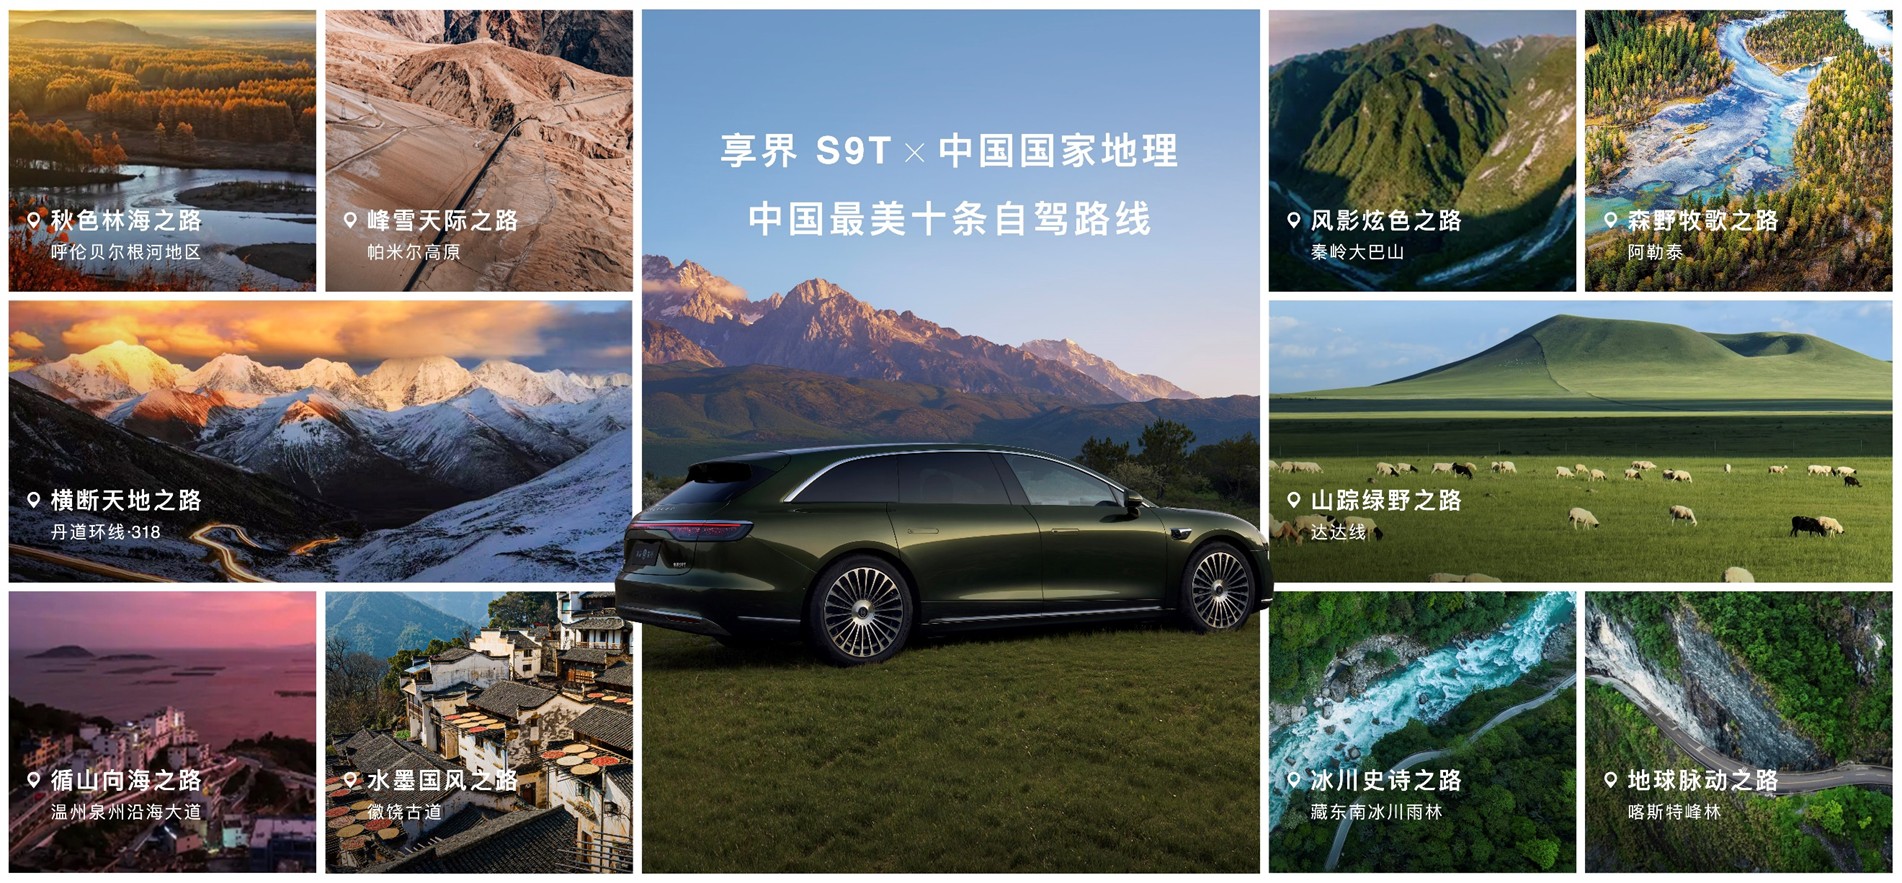 享界 S9T × 中国国家地理
中国最美十条自驾路线
秋色林海之路
呼伦贝尔根河地区
峰雪天际之路
帕米尔高原
风影炫色之路
秦岭大巴山
森野牧歌之路
阿勒泰
横断天地之路
丹道环线·318
山踪绿野之路
达达线
循山向海之路
温州泉州沿海大道
水墨国风之路
徽饶古道
冰川史诗之路
藏东南冰川雨林
地球脉动之路
喀斯特峰林